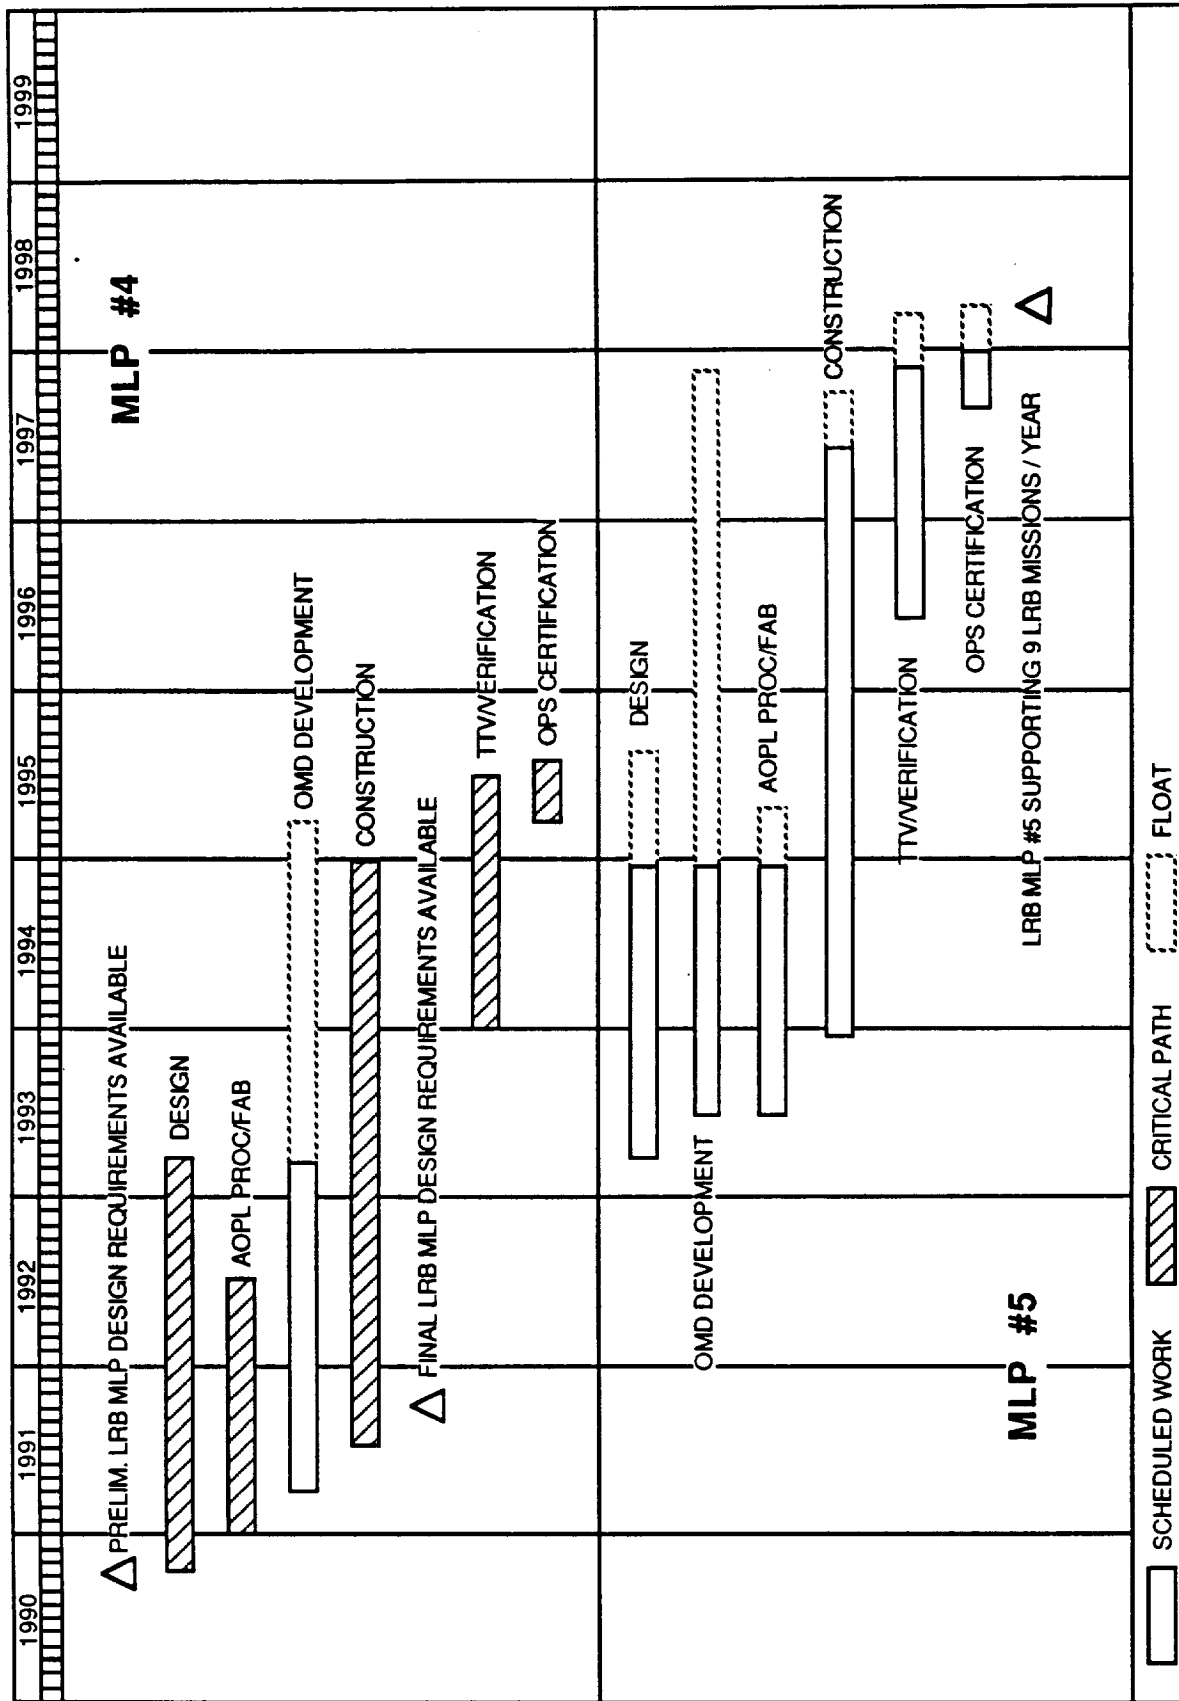 1990 1991 1992 1993 1994 1995 1996 1997 1998 1999
MLP #4
PRELIM. LRB MLP DESIGN REQUIREMENTS AVAILABLE
DESIGN
AOPL PROC/FAB
OMD DEVELOPMENT
CONSTRUCTION
FINAL LRB MLP DESIGN REQUIREMENTS AVAILABLE
TTV/VERIFICATION
OPS CERTIFICATION
DESIGN
OMD DEVELOPMENT
AOPL PROC/FAB
CONSTRUCTION
TTV/VERIFICATION
OPS CERTIFICATION
MLP #5
LRB MLP #5 SUPPORTING 9 LRB MISSIONS / YEAR
SCHEDULED WORK CRITICAL PATH FLOAT